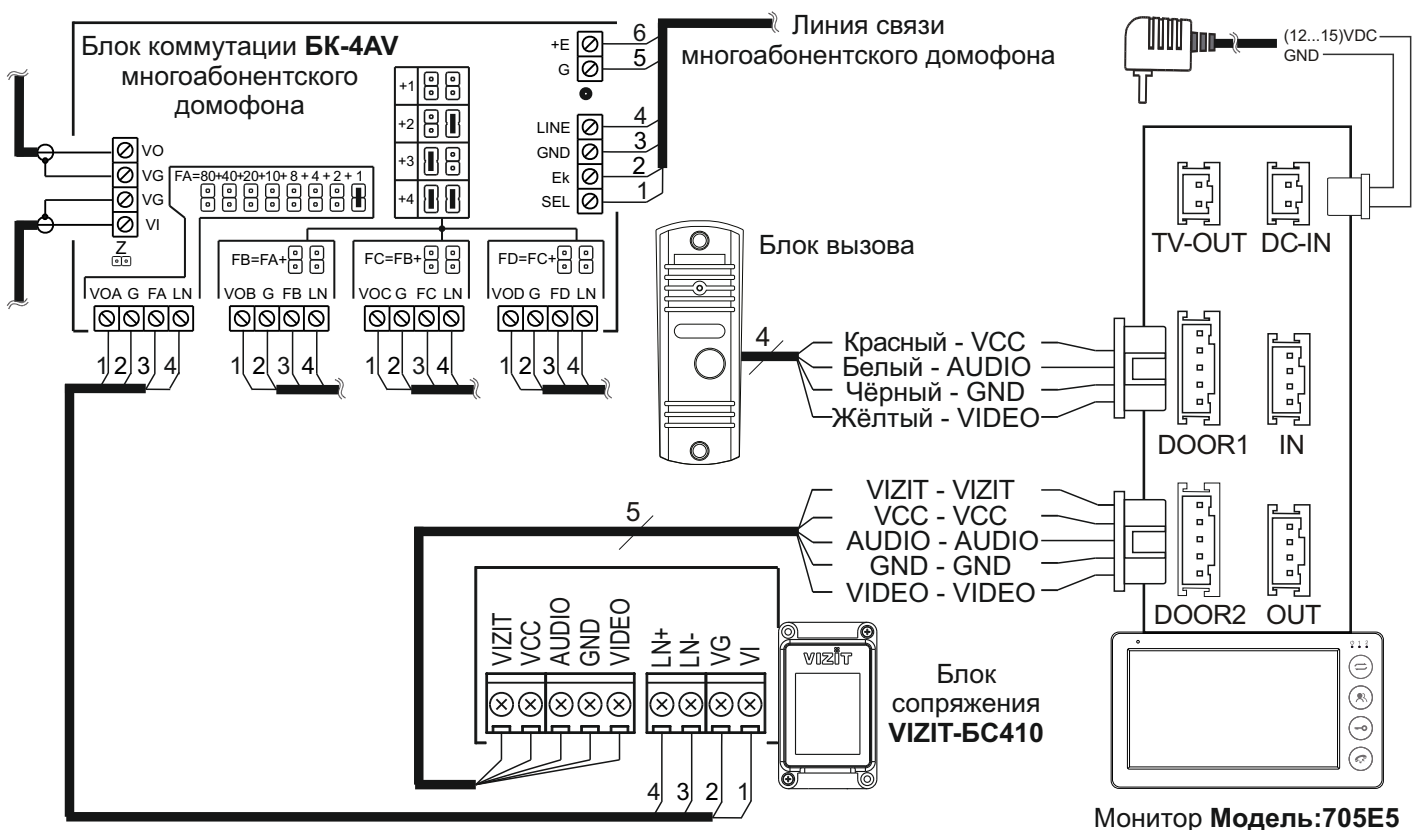 Блок коммутации БК-4AV
многоабонентского
домофона
+E
G
6
5
Линия связи
многоабонентского домофона
(12...15)VDC
GND
+1
+2
+3
+4
LINE
GND
Ek
SEL
4
3
2
1
VO
VG
VG
VI
Z
FA=80+40+20+10+ 8 + 4 + 2 + 1
FB=FA+
FC=FB+
FD=FC+
VOA G FA LN
VOB G FB LN
VOC G FC LN
VOD G FD LN
1 2 3 4
1 2 3 4
1 2 3 4
1 2 3 4
Блок вызова
4
Красный - VCC
Белый - AUDIO
Чёрный - GND
Жёлтый - VIDEO
TV-OUT DC-IN
DOOR1 IN
DOOR2 OUT
5
VIZIT - VIZIT
VCC - VCC
AUDIO - AUDIO
GND - GND
VIDEO - VIDEO
VIZIT
VCC
AUDIO
GND
VIDEO
LN+
LN-
VG
VI
4 3 2 1
VIZIT
Блок
сопряжения
VIZIT-БС410
Монитор Модель:705E5